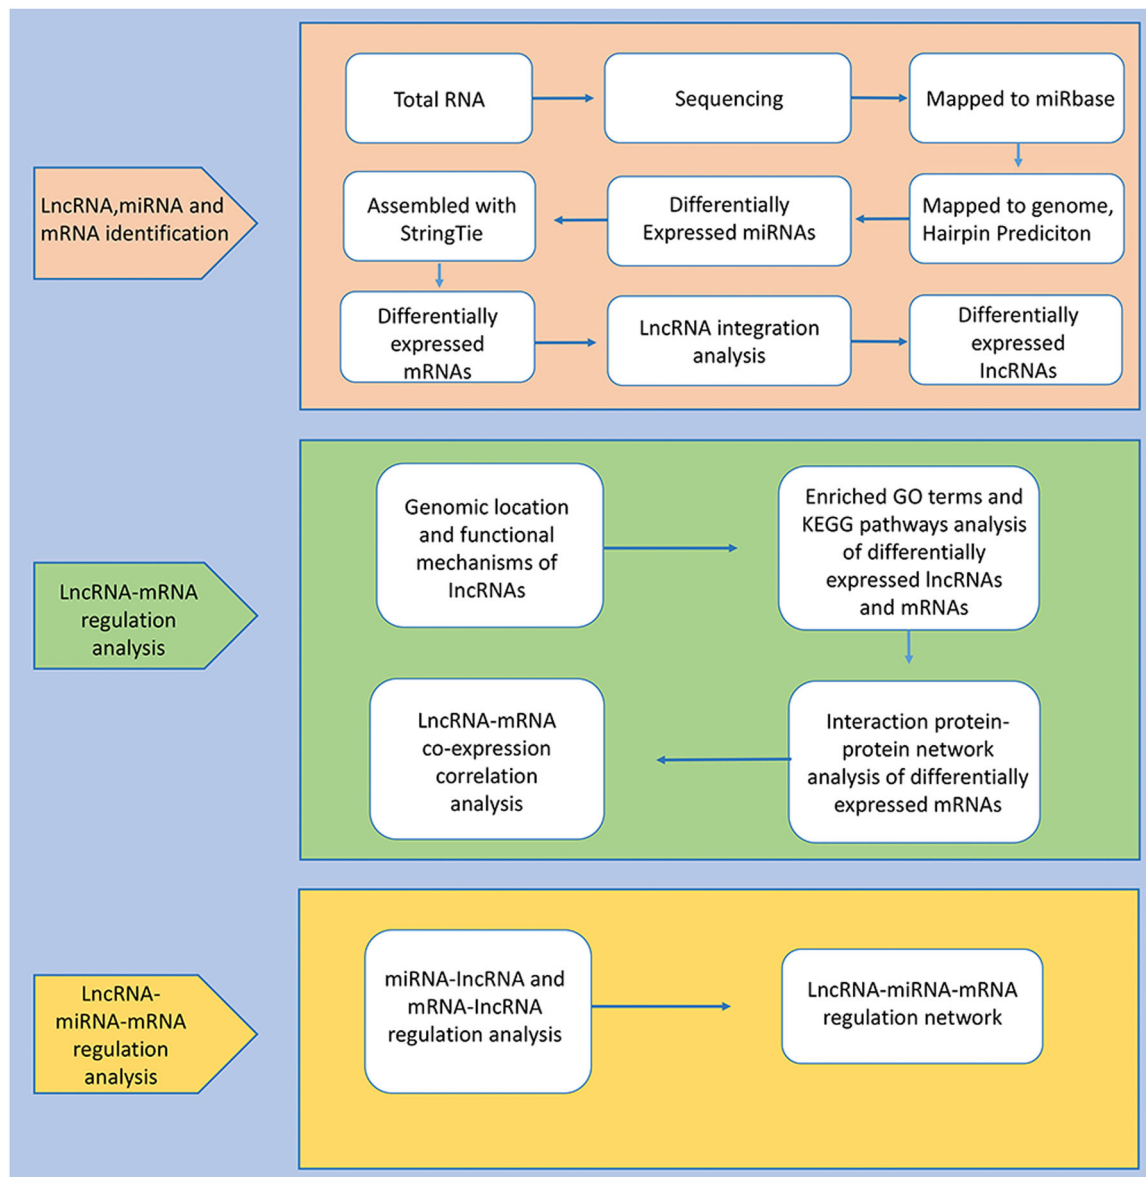 LncRNA,miRNA and
mRNA identification
Total RNA
Sequencing
Mapped to miRbase
Assembled with
StringTie
Differentially
Expressed miRNAs
Mapped to genome,
Hairpin Prediciton
Differentially
expressed
mRNAs
LncRNA integration
analysis
Differentially
expressed
lncRNAs
LncRNA-mRNA
regulation
analysis
Genomic location
and functional
mechanisms of
lncRNAs
Enriched GO terms and
KEGG pathways analysis
of differentially
expressed lncRNAs
and mRNAs
LncRNA-mRNA
co-expression
correlation
analysis
Interaction protein-
protein network
analysis of differentially
expressed mRNAs
LncRNA-
miRNA-mRNA
regulation
analysis
miRNA-lncRNA and
mRNA-lncRNA
regulation analysis
LncRNA-miRNA-mRNA
regulation network